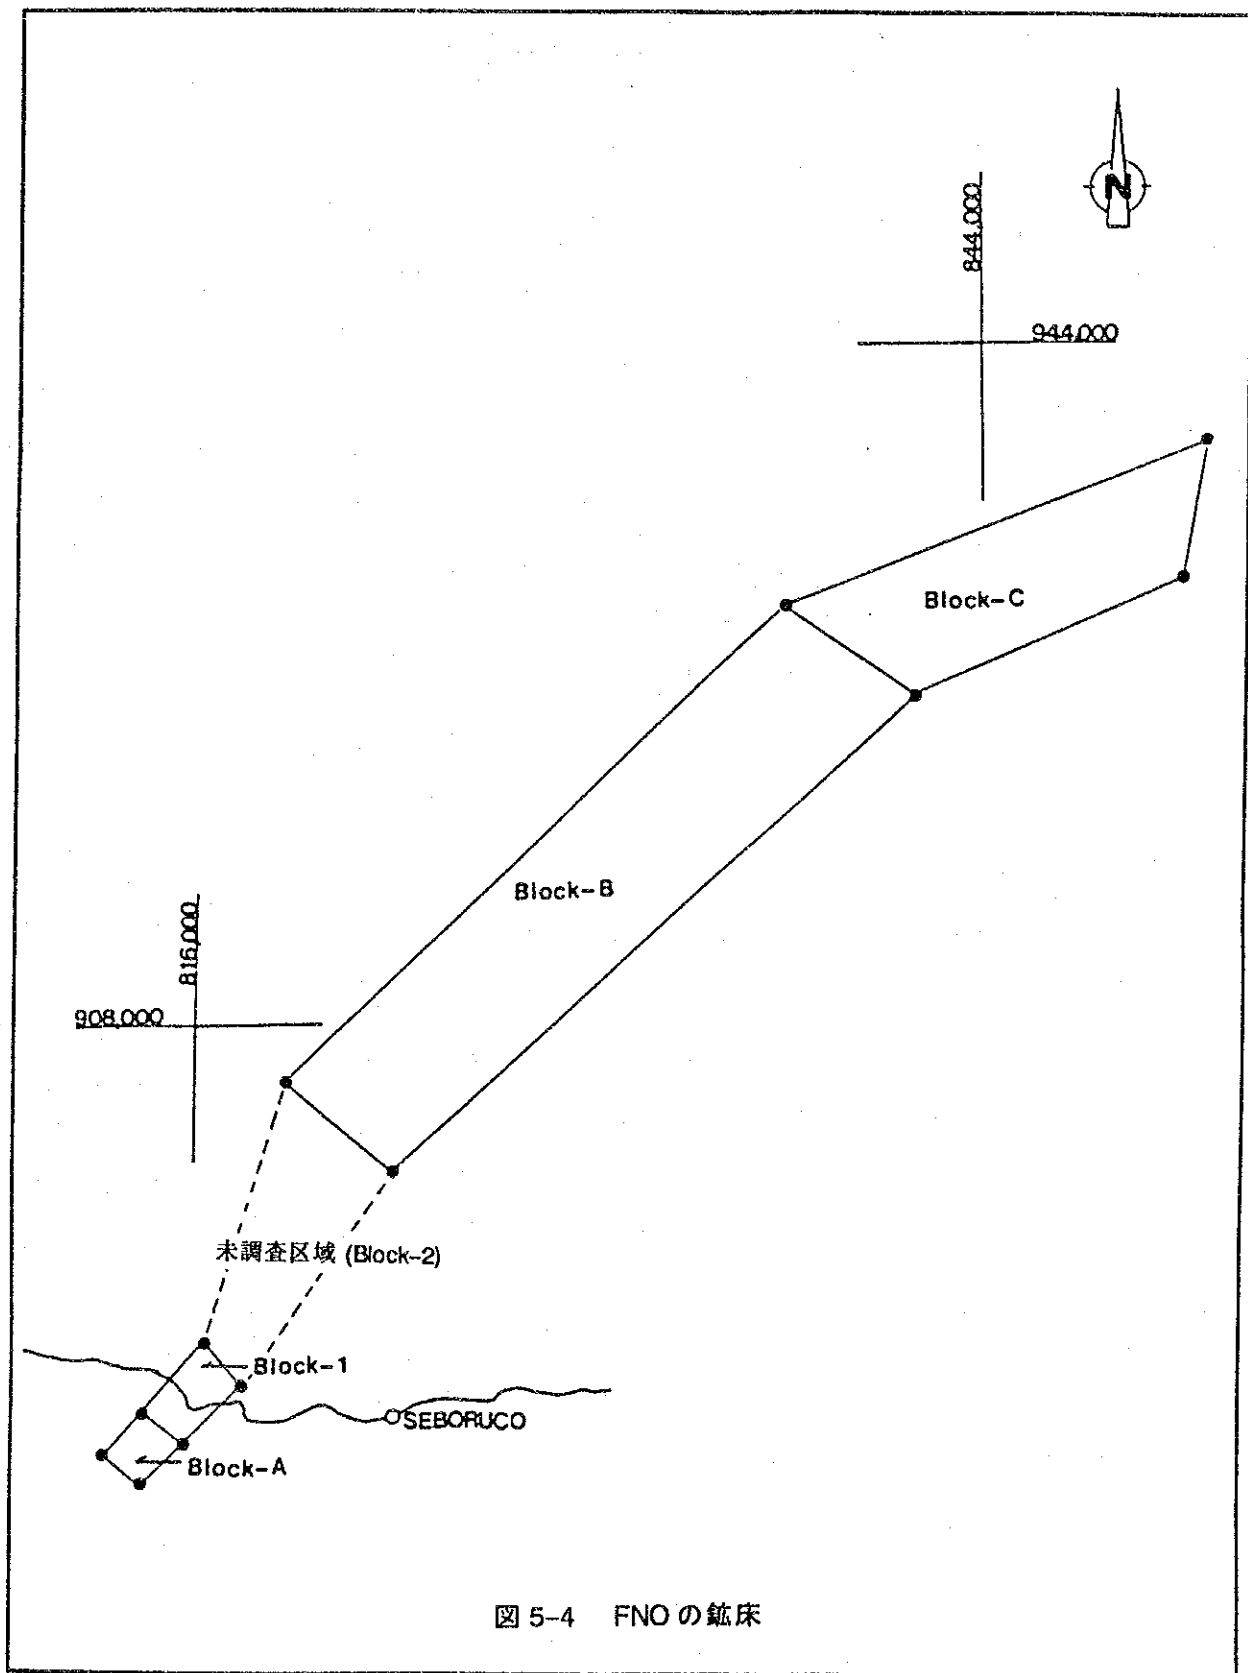 N
844,000
944,000
Block-C
Block-B
816,000
908,000
未調査区域 (Block-2)
Block-1
SEBORUCO
Block-A
図 5-4 FNO の鉱床